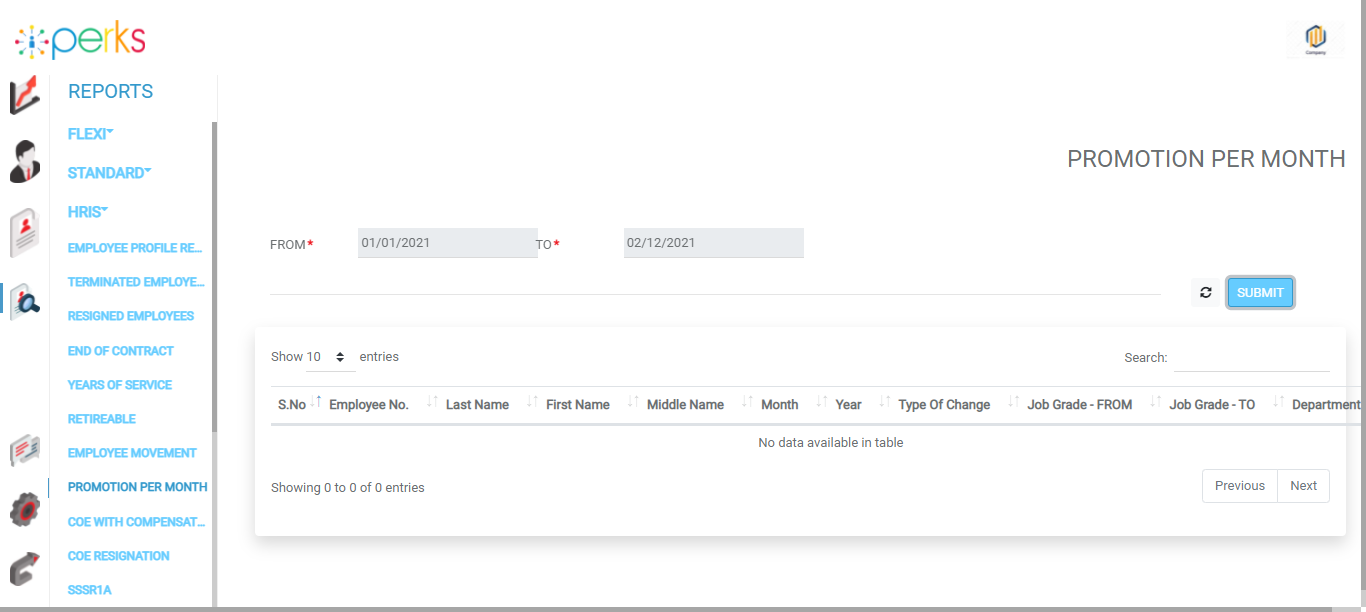 perks
Company
REPORTS
FLEXI
STANDARD
HRIS
EMPLOYEE PROFILE RE...
TERMINATED EMPLOYE...
RESIGNED EMPLOYEES
END OF CONTRACT
YEARS OF SERVICE
RETIREABLE
EMPLOYEE MOVEMENT
PROMOTION PER MONTH
COE WITH COMPENSAT...
COE RESIGNATION
SSSR1A
PROMOTION PER MONTH
FROM* 01/01/2021 TO* 02/12/2021
SUBMIT
Show 10 entries Search:
S.No Employee No. Last Name First Name Middle Name Month Year Type Of Change Job Grade - FROM Job Grade - TO Department
No data available in table
Showing 0 to 0 of 0 entries Previous Next